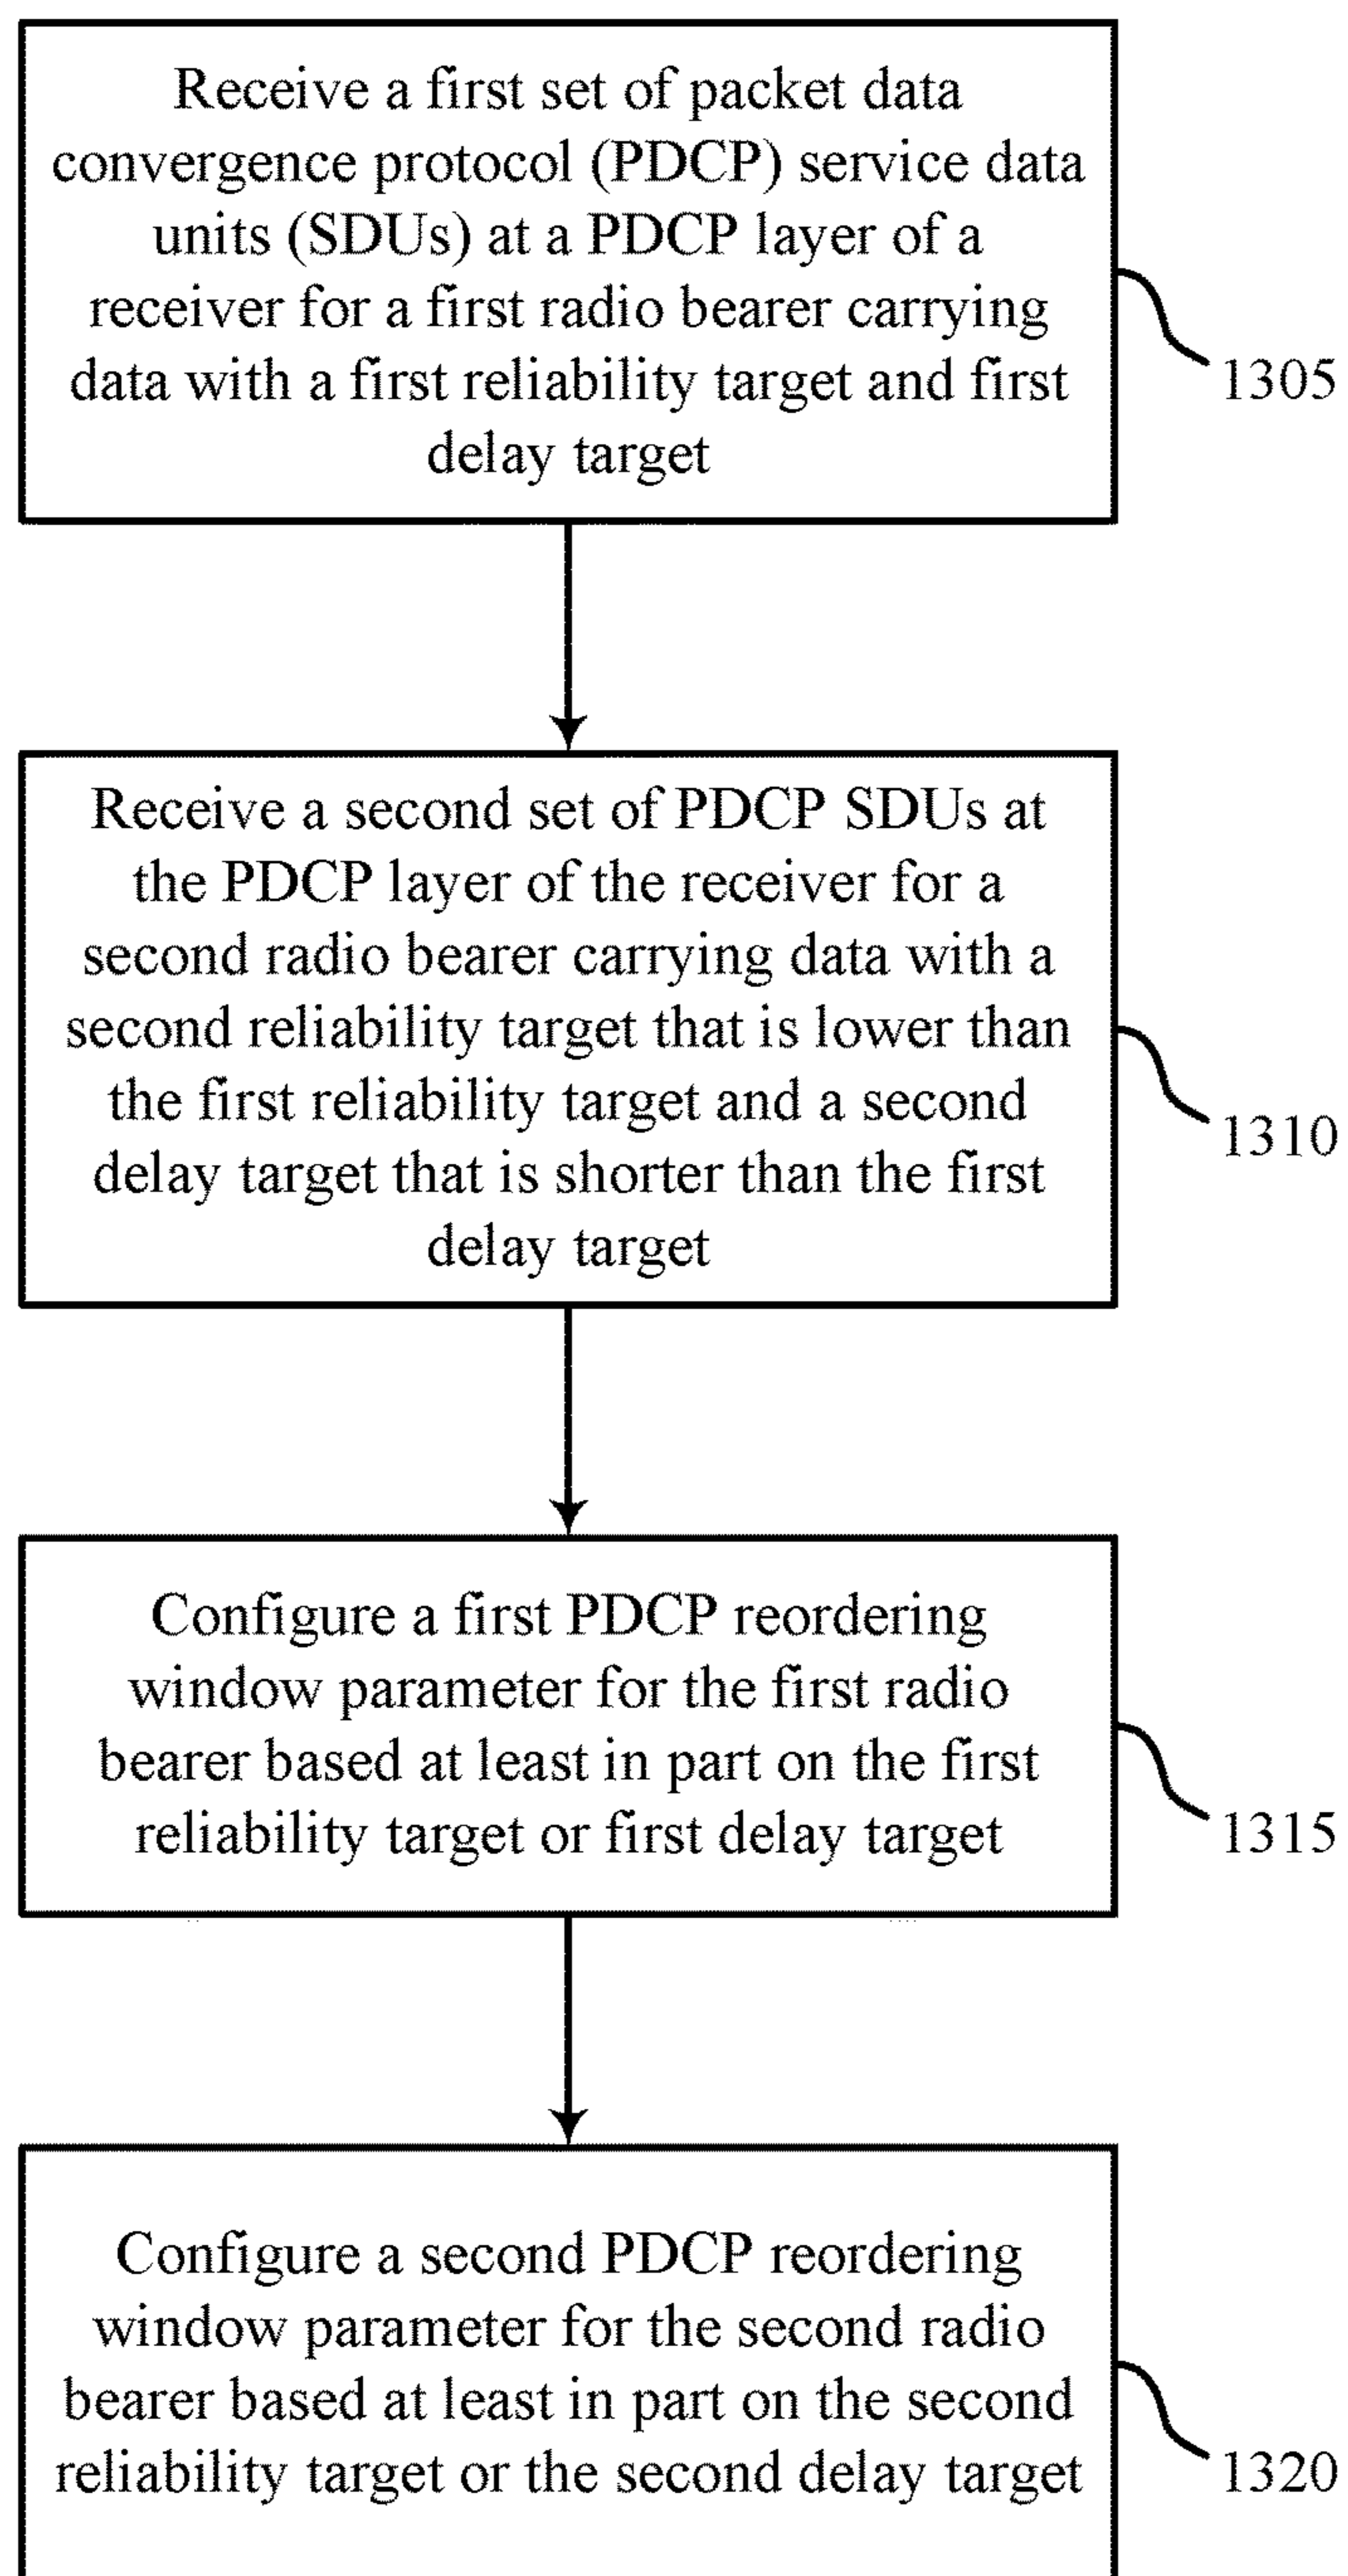 Receive a first set of packet data
convergence protocol (PDCP) service data
units (SDUs) at a PDCP layer of a
receiver for a first radio bearer carrying
data with a first reliability target and first
delay target
1305
Receive a second set of PDCP SDUs at
the PDCP layer of the receiver for a
second radio bearer carrying data with a
second reliability target that is lower than
the first reliability target and a second
delay target that is shorter than the first
delay target
1310
Configure a first PDCP reordering
window parameter for the first radio
bearer based at least in part on the first
reliability target or first delay target
1315
Configure a second PDCP reordering
window parameter for the second radio
bearer based at least in part on the second
reliability target or the second delay target
1320